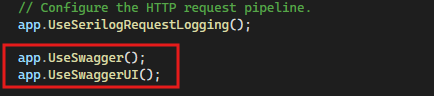 // Configure the HTTP request pipeline.
app.UseSerilogRequestLogging();
app.UseSwagger();
app.UseSwaggerUI();